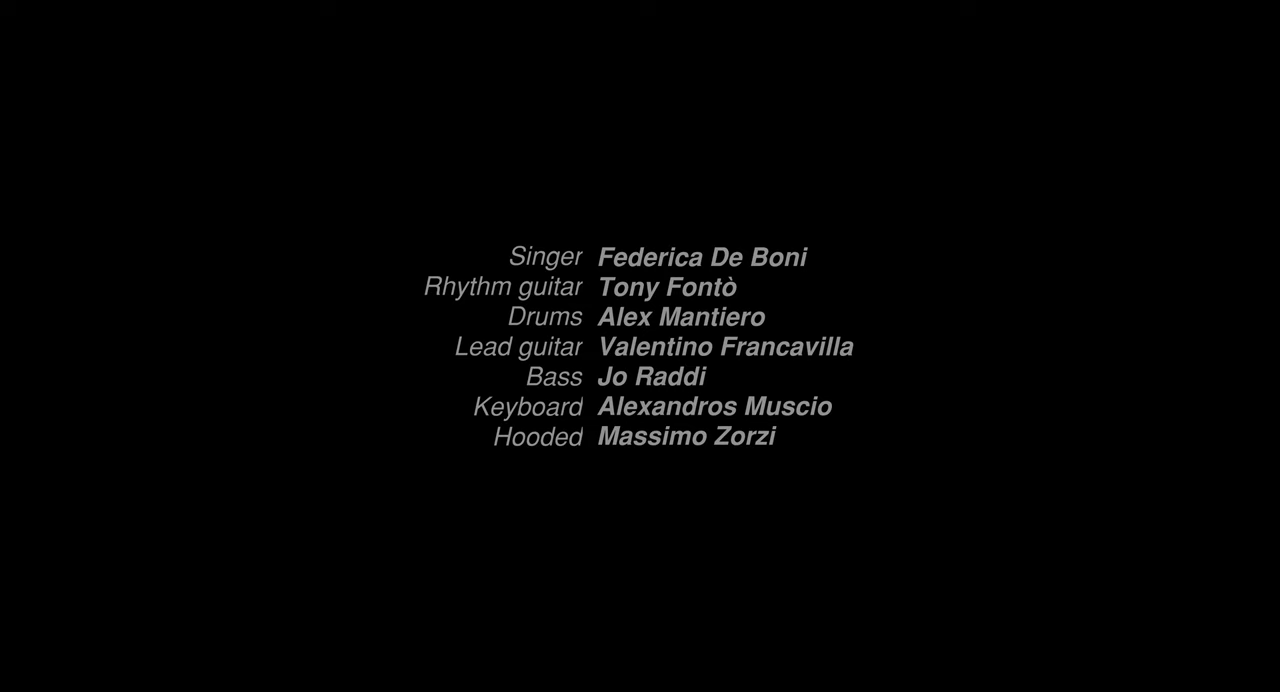 Singer Federica De Boni
Rhythm guitar Tony Fontò
Drums Alex Mantiero
Lead guitar Valentino Francavilla
Bass Jo Raddi
Keyboard Alexandros Muscio
Hooded Massimo Zorzi